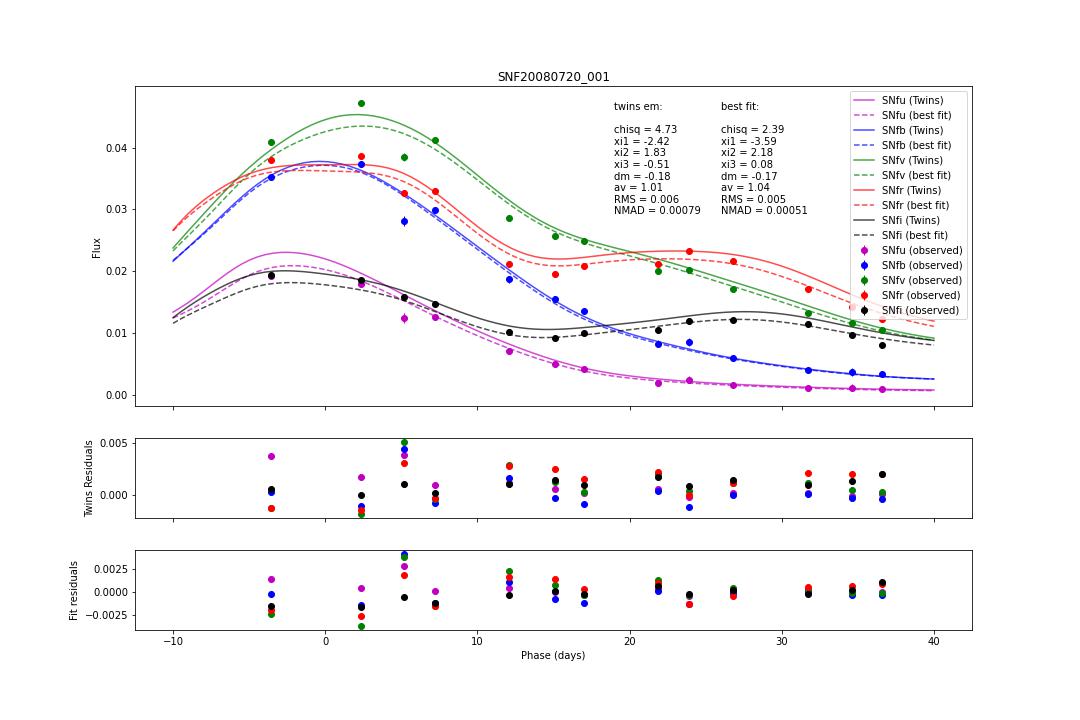 SNF20080720_001
twins em: best fit:
chisq = 4.73 chisq = 2.39
xi1 = -2.42 xi1 = -3.59
xi2 = 1.83 xi2 = 2.18
xi3 = -0.51 xi3 = 0.08
dm = -0.18 dm = -0.17
av = 1.01 av = 1.04
RMS = 0.006 RMS = 0.005
NMAD = 0.00079 NMAD = 0.00051
SNfu (Twins)
SNfu (best fit)
SNfb (Twins)
SNfb (best fit)
SNfv (Twins)
SNfv (best fit)
SNfr (Twins)
SNfr (best fit)
SNfi (Twins)
SNfi (best fit)
SNfu (observed)
SNfb (observed)
SNfv (observed)
SNfr (observed)
SNfi (observed)
Flux
0.04
0.03
0.02
0.01
0.00
Twins Residuals
0.005
0.000
Fit residuals
0.0025
0.0000
−0.0025
−10 0 10 20 30 40
Phase (days)